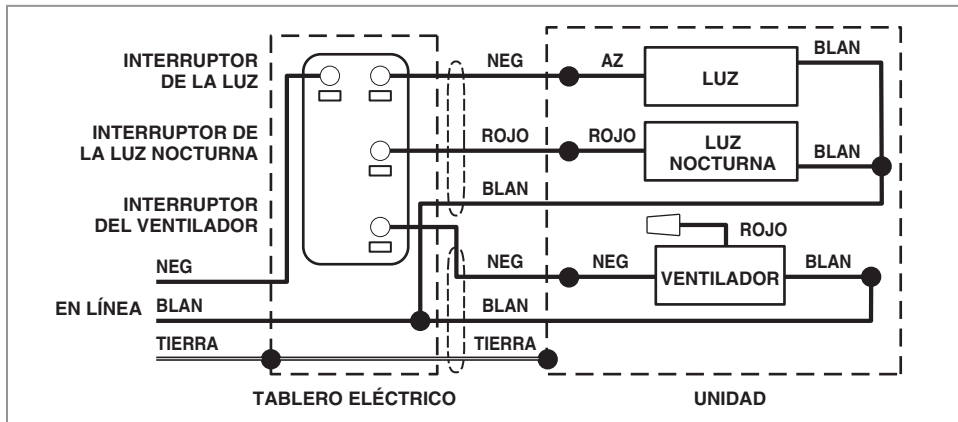 INTERRUPTOR
DE LA LUZ
INTERRUPTOR DE
LA LUZ NOCTURNA
INTERRUPTOR
DEL VENTILADOR
NEG
EN LÍNEA
BLAN
TIERRA
NEG
AZ
LUZ
BLAN
ROJO
ROJO
LUZ
NOCTURNA
BLAN
BLAN
ROJO
NEG
NEG
VENTILADOR
BLAN
BLAN
TIERRA
TABLERO ELÉCTRICO
UNIDAD